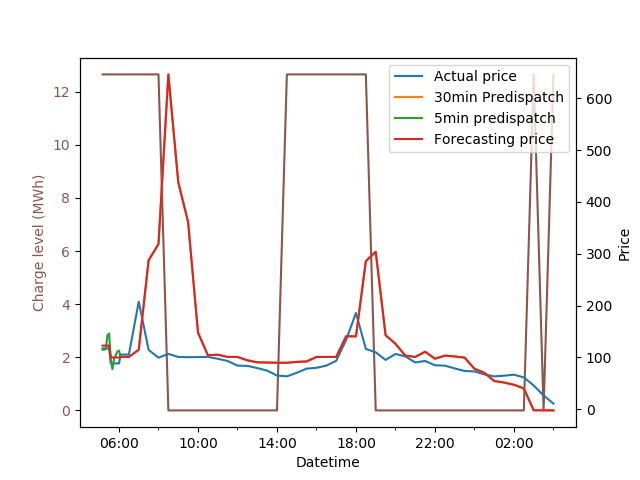 Actual price
30min Predispatch
5min predispatch
Forecasting price
Charge level (MWh)
12
10
8
6
4
2
0
600
500
400
300
200
100
0
Price
06:00 10:00 14:00 18:00 22:00 02:00
Datetime